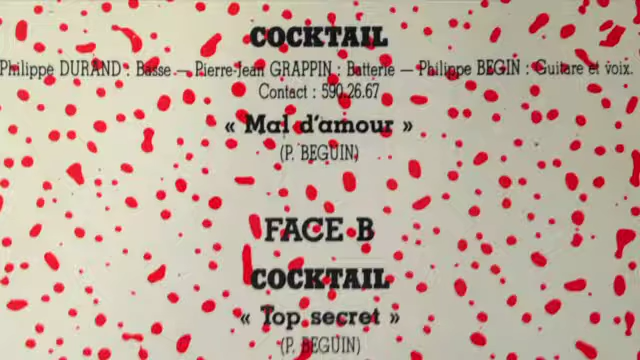 COCKTAIL
Philippe DURAND : Basse — Pierre-Jean GRAPPIN : Batterie — Philippe BEGIN : Guitare et voix.
Contact : 590.26.67
« Mal d'amour »
(P. BEGUIN)
FACE B
COCKTAIL
« Top secret »
(P. BEGUIN)